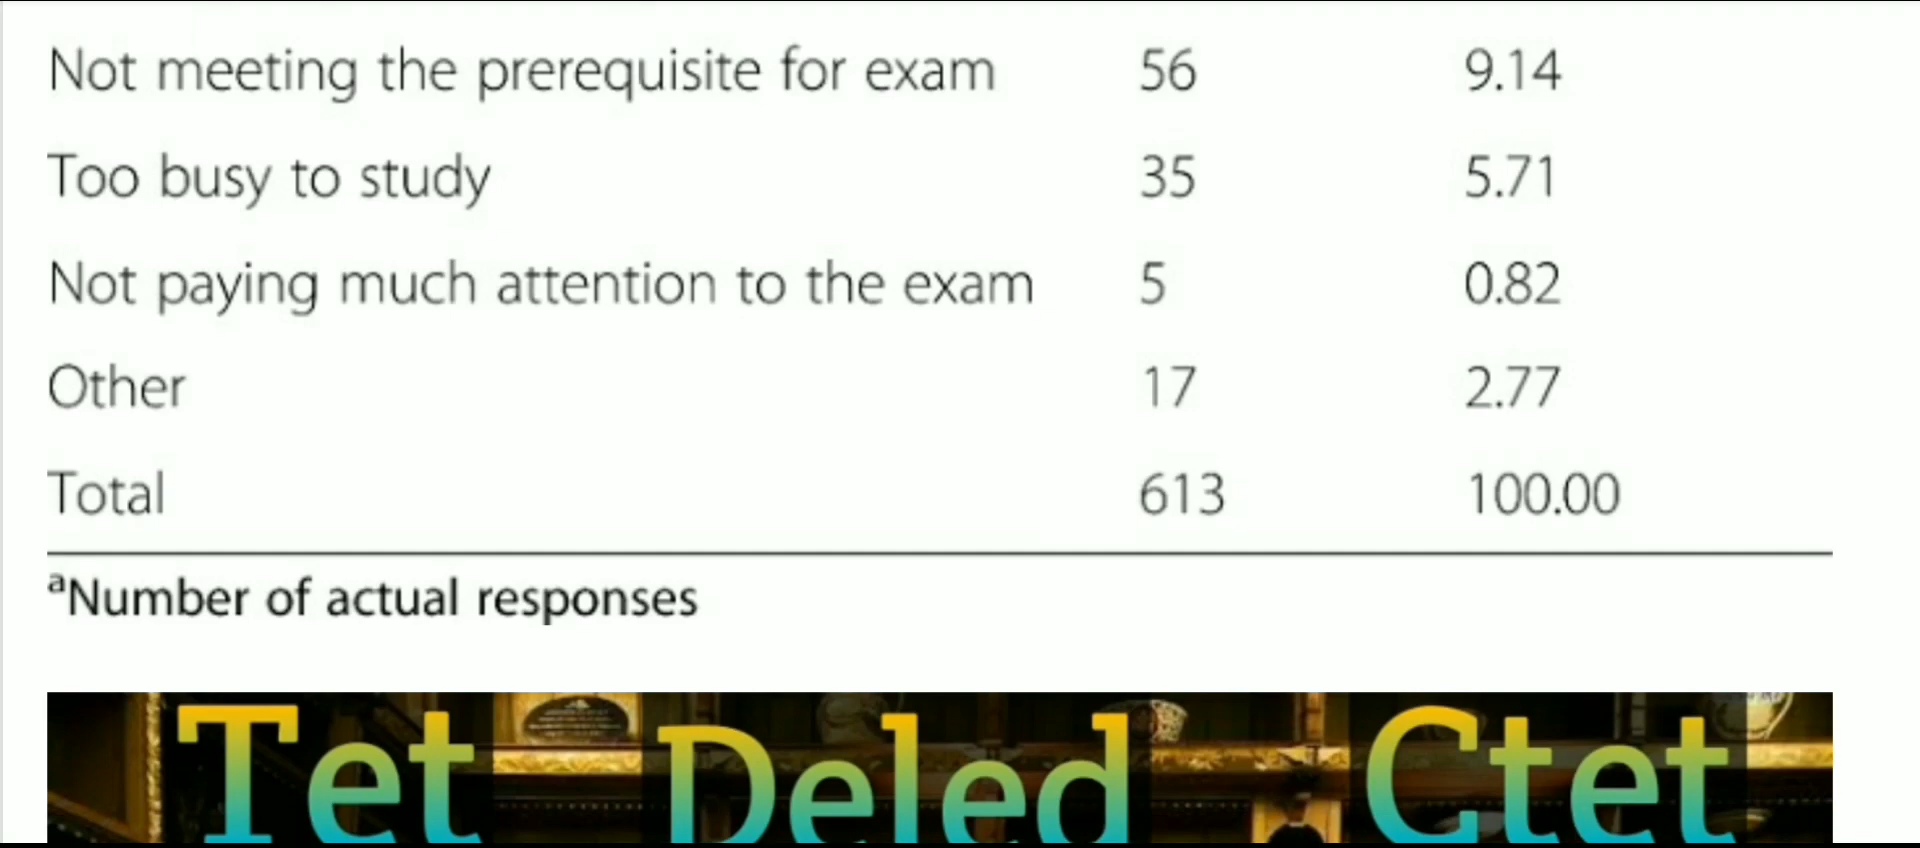 Not meeting the prerequisite for exam 56 9.14
Too busy to study 35 5.71
Not paying much attention to the exam 5 0.82
Other 17 2.77
Total 613 100.00
aNumber of actual responses
Tet Deled Ctet